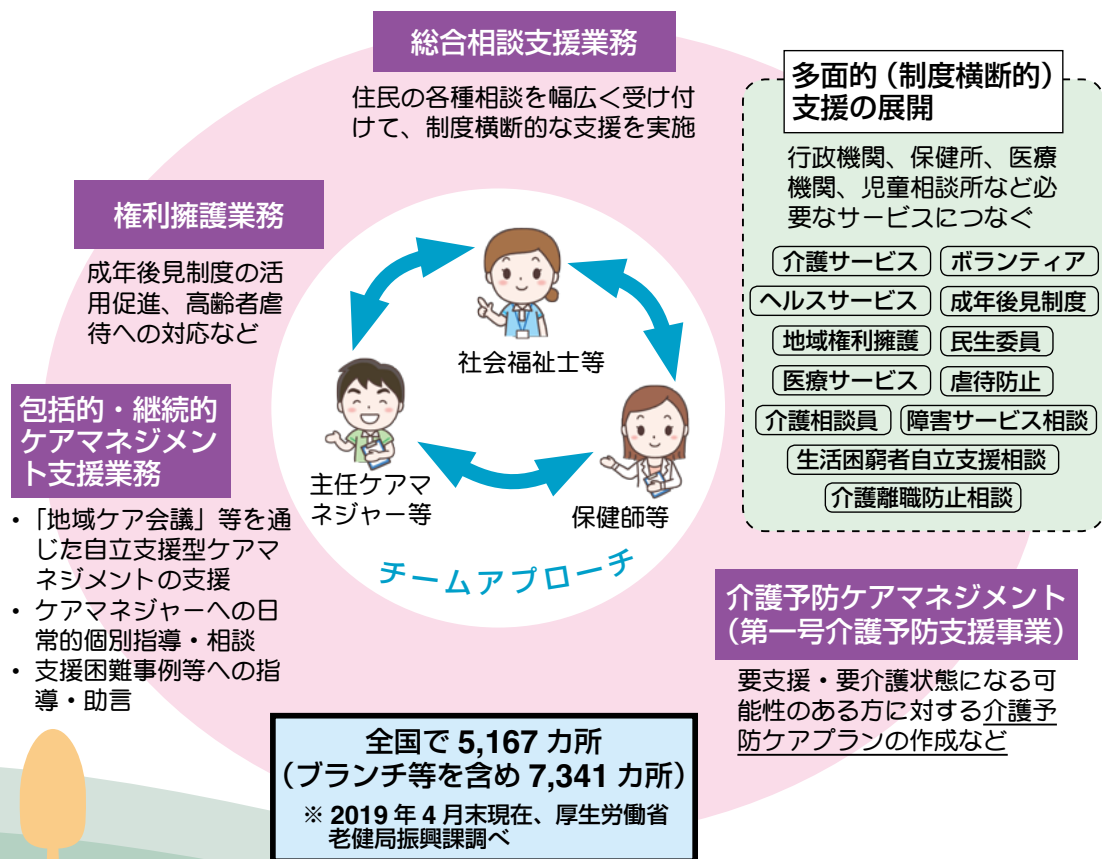 総合相談支援業務
住民の各種相談を幅広く受け付
けて、制度横断的な支援を実施
多面的（制度横断的）
支援の展開
行政機関、保健所、医療
機関、児童相談所など必
要なサービスにつなぐ
介護サービス ボランティア
ヘルスサービス 成年後見制度
地域権利擁護 民生委員
医療サービス 虐待防止
介護相談員 障害サービス相談
生活困窮者自立支援相談
介護離職防止相談
権利擁護業務
成年後見制度の活
用促進、高齢者虐
待への対応など
社会福祉士等
主任ケアマ
ネジャー等
保健師等
チームアプローチ
包括的・継続的
ケアマネジメン
ト支援業務
・「地域ケア会議」等を通
じた自立支援型ケアマ
ネジメントの支援
・ケアマネジャーへの日
常的個別指導・相談
・支援困難事例等への指
導・助言
介護予防ケアマネジメント
（第一号介護予防支援事業）
要支援・要介護状態になる可
能性のある方に対する介護予
防ケアプランの作成など
全国で 5,167 カ所
（ブランチ等を含め 7,341 カ所）
※ 2019 年 4 月末現在、厚生労働省
老健局振興課調べ